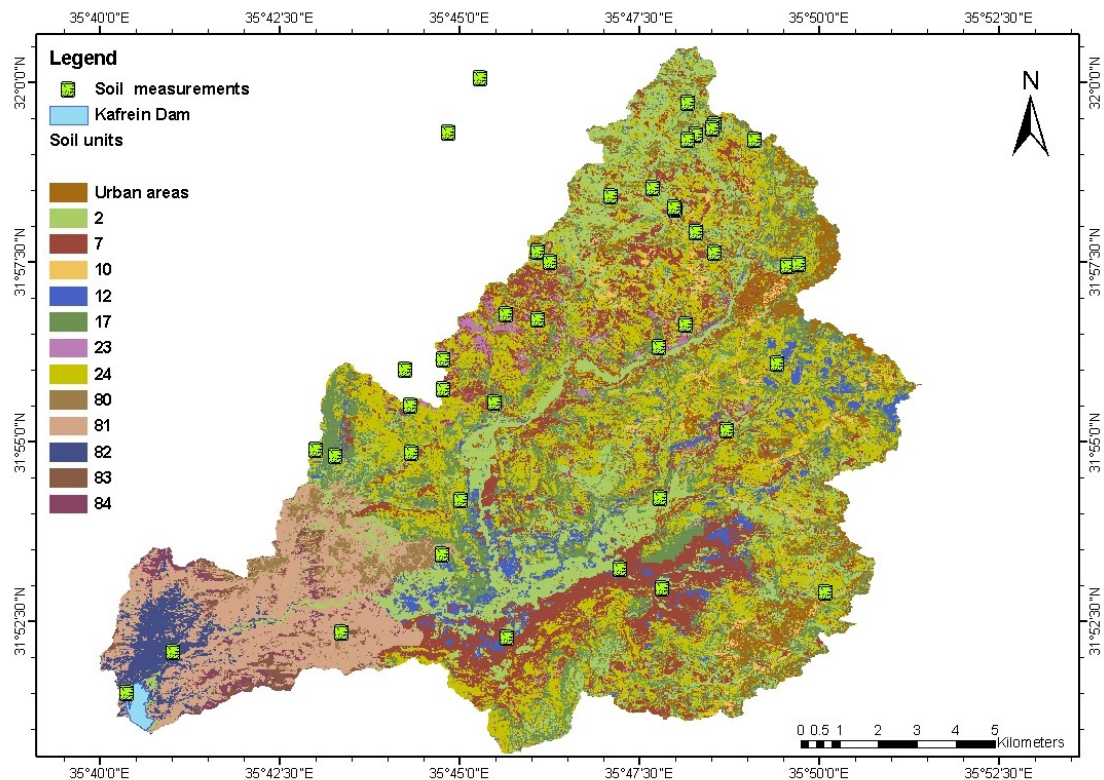 35°40'0"E 35°42'30"E 35°45'0"E 35°47'30"E 35°50'0"E 35°52'30"E
Legend
Soil measurements
Kafrein Dam
Soil units
Urban areas
2
7
10
12
17
23
24
80
81
82
83
84
N
32°0'0"N
31°57'30"N
31°55'0"N
31°52'30"N
32°0'0"N
31°57'30"N
31°55'0"N
31°52'30"N
0 0.5 1 2 3 4 5
Kilometers
35°40'0"E 35°42'30"E 35°45'0"E 35°47'30"E 35°50'0"E 35°52'30"E